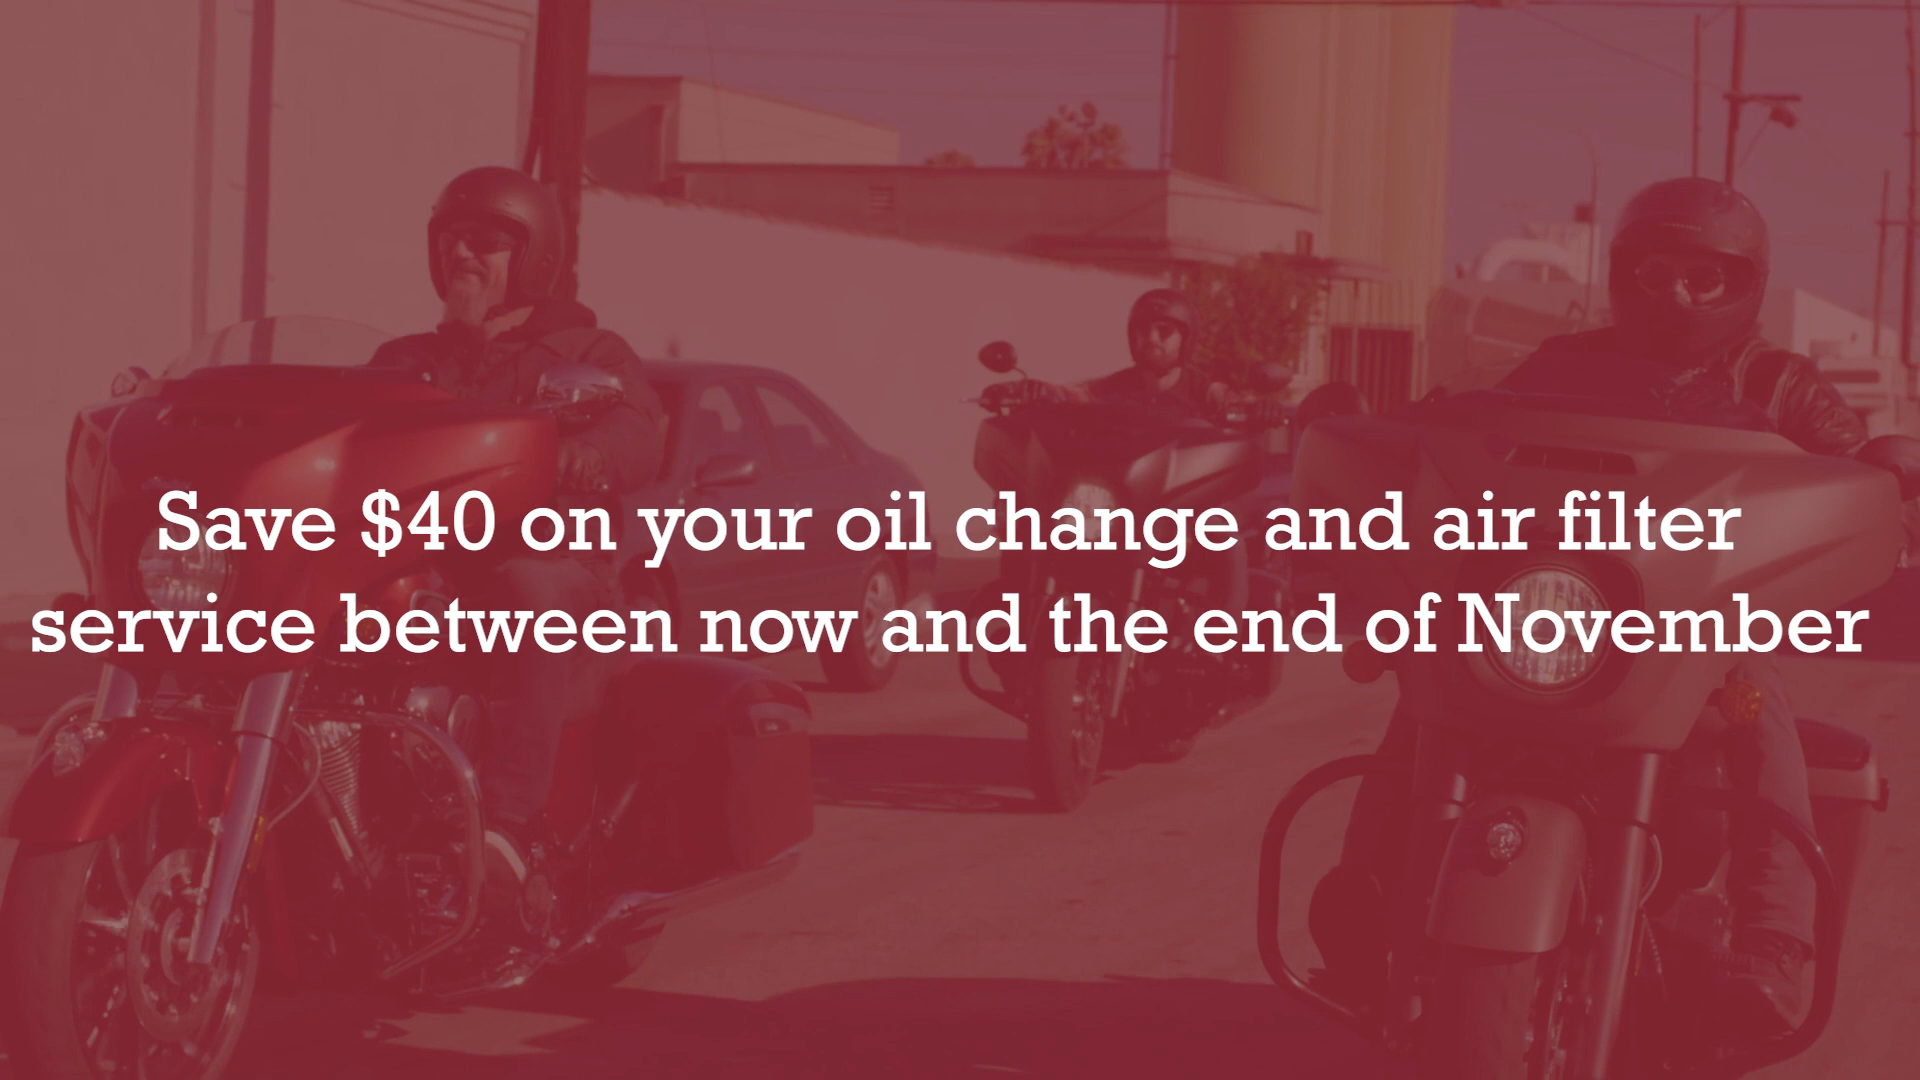 Save $40 on your oil change and air filter
service between now and the end of November